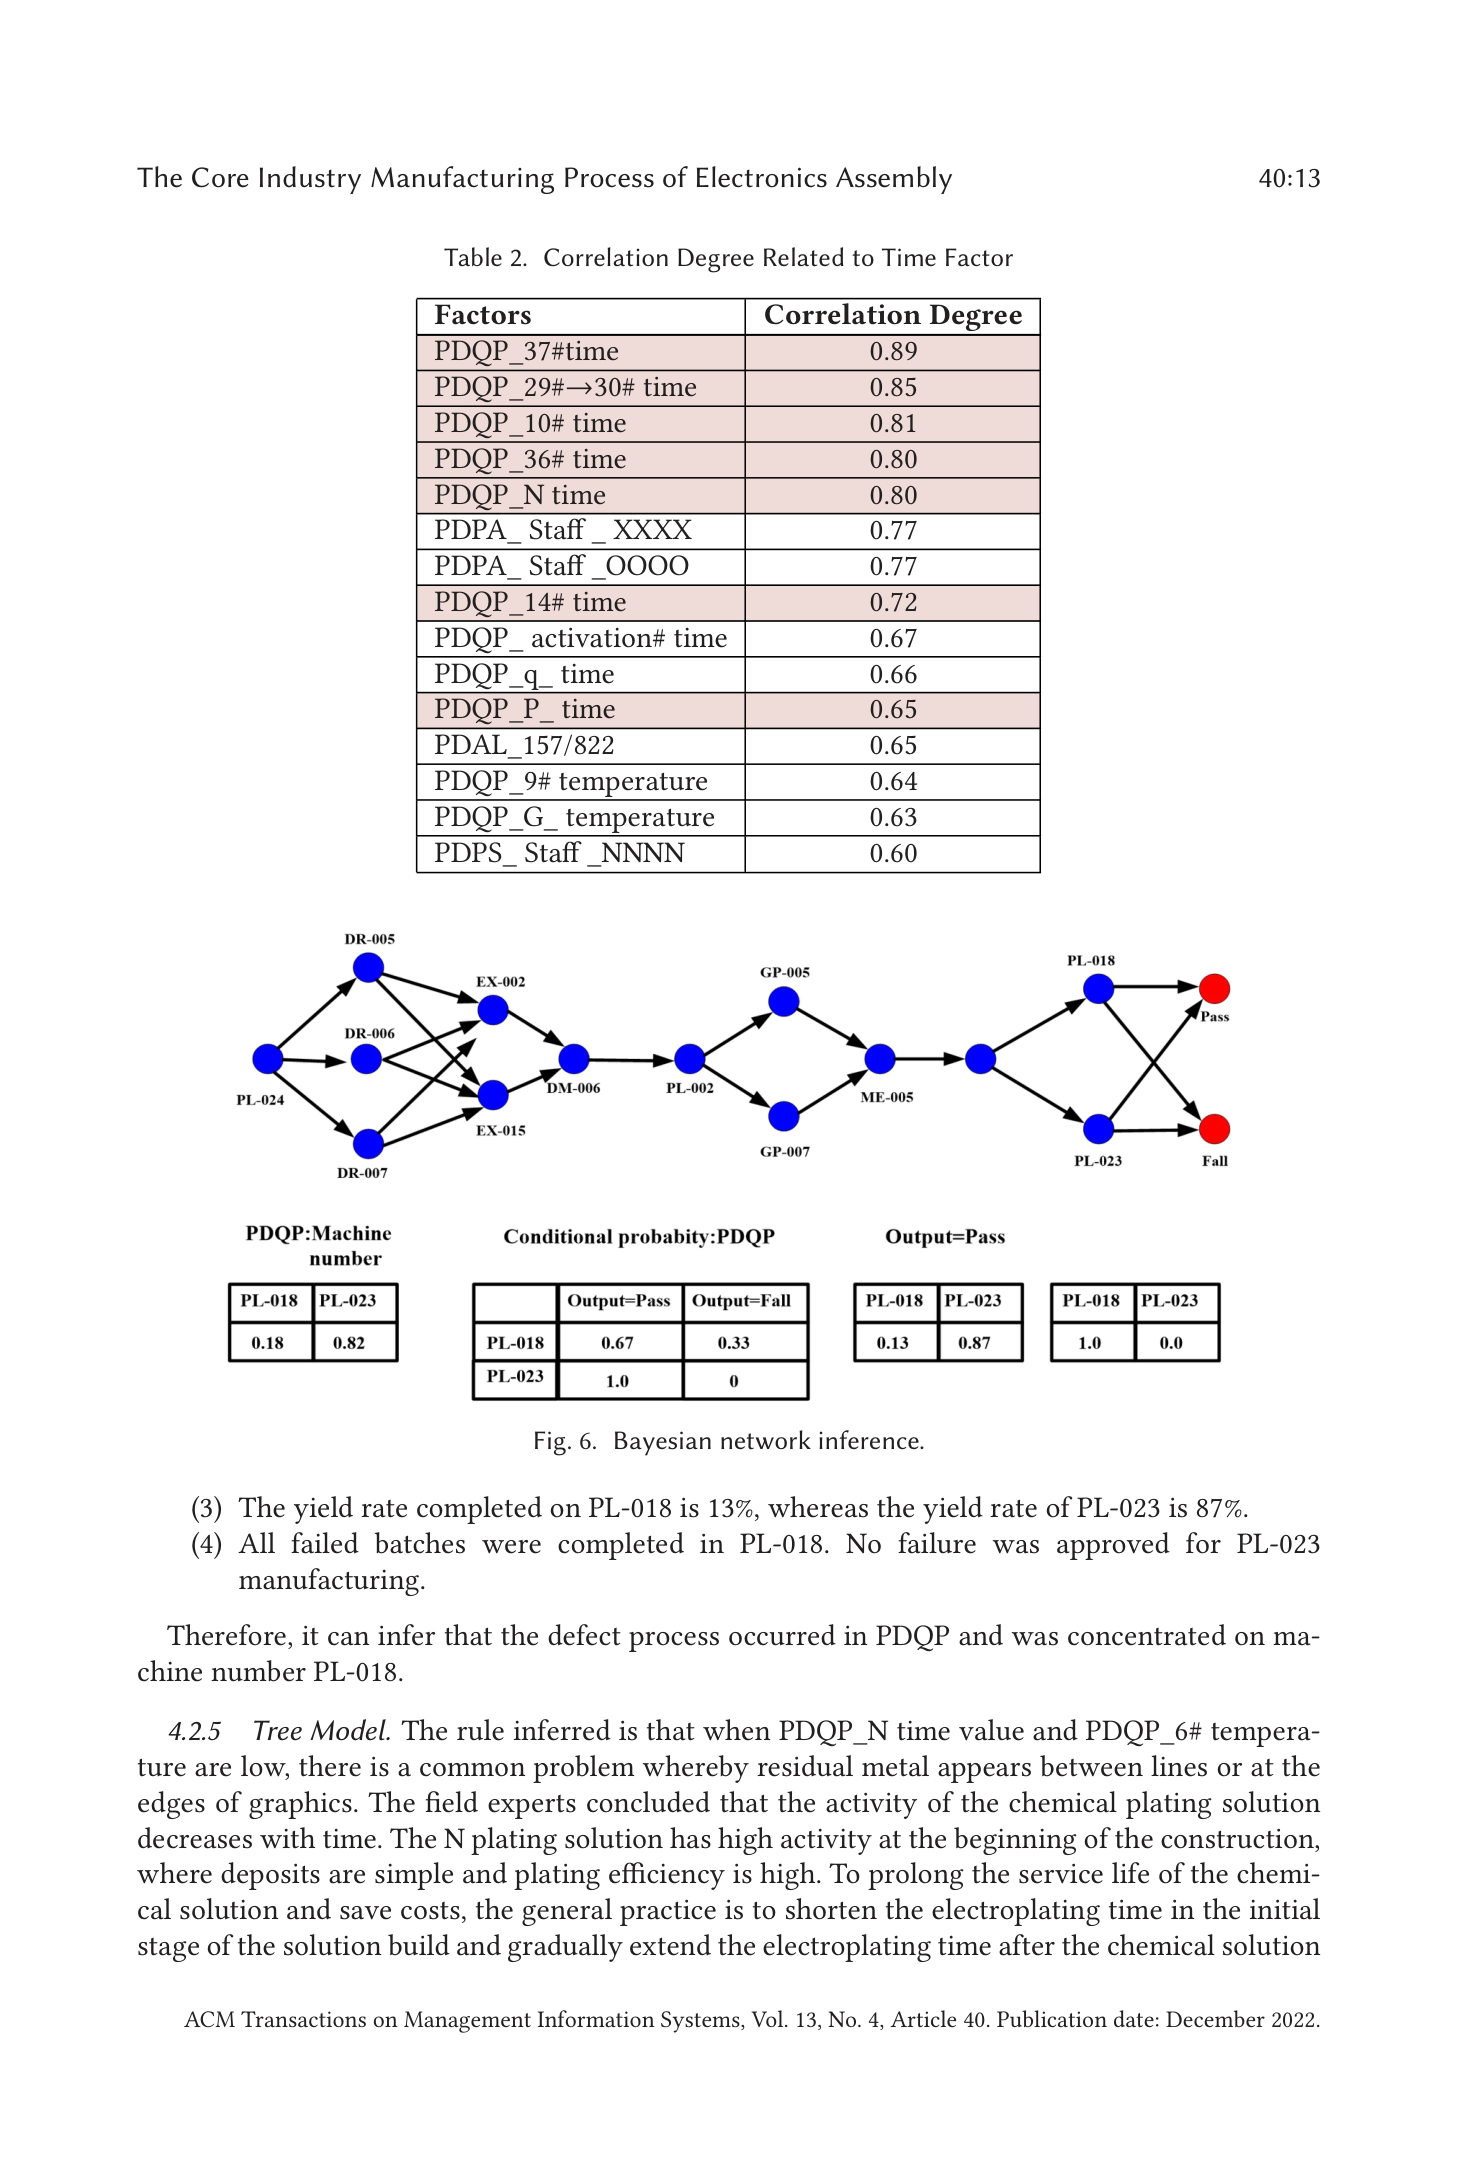 The Core Industry Manufacturing Process of Electronics Assembly 40:13
Table 2. Correlation Degree Related to Time Factor
Factors Correlation Degree
PDQP_37#time 0.89
PDQP_29#→30# time 0.85
PDQP_10# time 0.81
PDQP_36# time 0.80
PDQP_N time 0.80
PDPA_ Staff _ XXXX 0.77
PDPA_ Staff _OOOO 0.77
PDQP_14# time 0.72
PDQP_ activation# time 0.67
PDQP_q_ time 0.66
PDQP_P_ time 0.65
PDAL_157/822 0.65
PDQP_9# temperature 0.64
PDQP_G_ temperature 0.63
PDPS_ Staff _NNNN 0.60
DR-005
EX-002
GP-005
PL-018
DR-006
Pass
PL-024
DM-006
PL-002
ME-005
EX-015
DR-007
GP-007
PL-023
Fall
PDQP:Machine
number
Conditional probabity:PDQP
Output=Pass
PL-018 PL-023
0.18 0.82
Output=Pass Output=Fall
PL-018 0.67 0.33
PL-023 1.0 0
PL-018 PL-023
0.13 0.87
PL-018 PL-023
1.0 0.0
Fig. 6. Bayesian network inference.
(3) The yield rate completed on PL-018 is 13%, whereas the yield rate of PL-023 is 87%.
(4) All failed batches were completed in PL-018. No failure was approved for PL-023
manufacturing.
Therefore, it can infer that the defect process occurred in PDQP and was concentrated on ma-
chine number PL-018.
4.2.5 Tree Model. The rule inferred is that when PDQP_N time value and PDQP_6# tempera-
ture are low, there is a common problem whereby residual metal appears between lines or at the
edges of graphics. The field experts concluded that the activity of the chemical plating solution
decreases with time. The N plating solution has high activity at the beginning of the construction,
where deposits are simple and plating efficiency is high. To prolong the service life of the chemi-
cal solution and save costs, the general practice is to shorten the electroplating time in the initial
stage of the solution build and gradually extend the electroplating time after the chemical solution
ACM Transactions on Management Information Systems, Vol. 13, No. 4, Article 40. Publication date: December 2022.